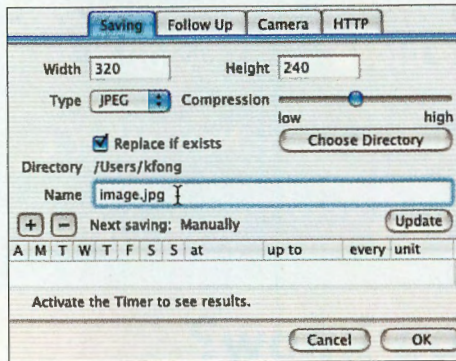 Saving Follow Up Camera HTTP
Width 320 Height 240
Type JPEG Compression
low high
Replace if exists Choose Directory
Directory /Users/kfong
Name image.jpg
+ − Next saving: Manually Update
A M T W T F S S at up to every unit
Activate the Timer to see results.
Cancel OK